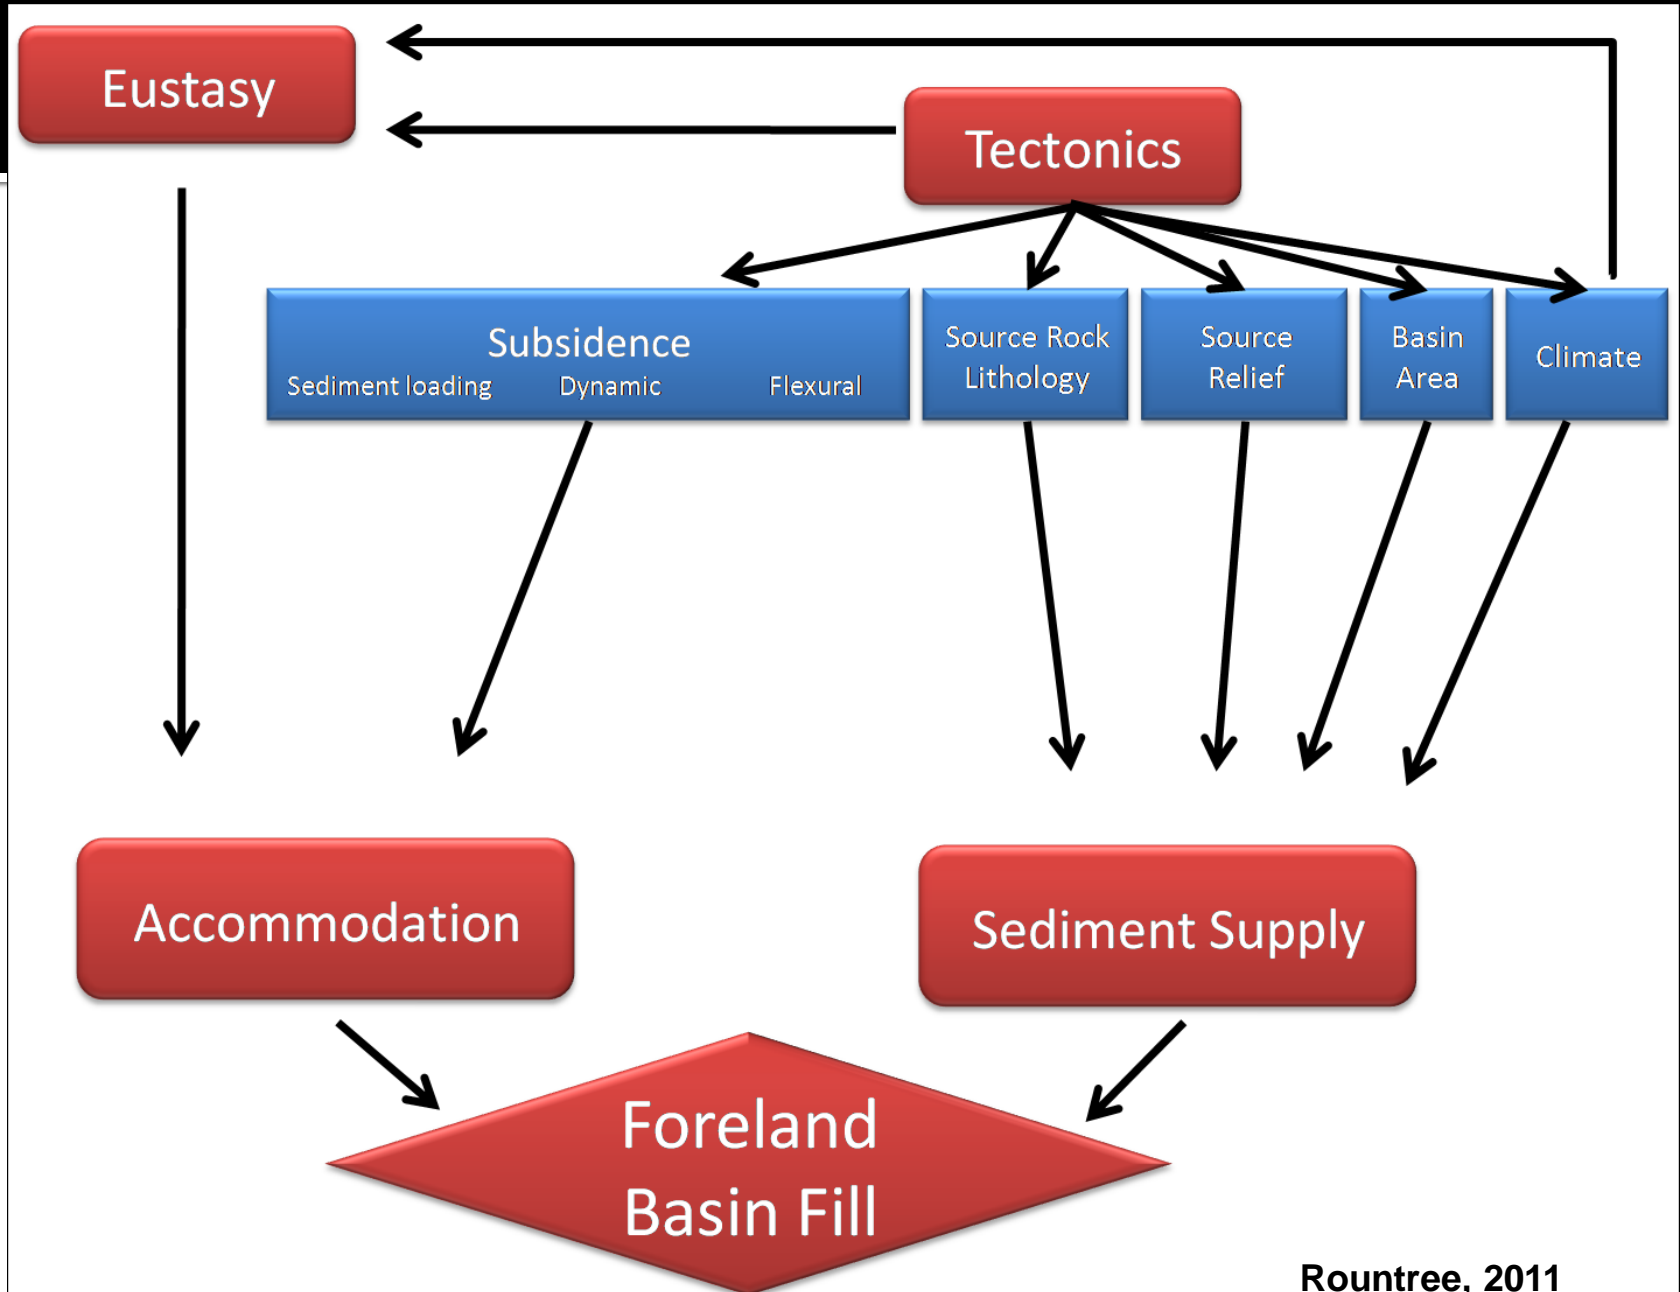 Eustasy
Tectonics
Subsidence
Sediment loading Dynamic Flexural
Source Rock
Lithology
Source
Relief
Basin
Area
Climate
Accommodation
Sediment Supply
Foreland
Basin Fill
Rountree, 2011